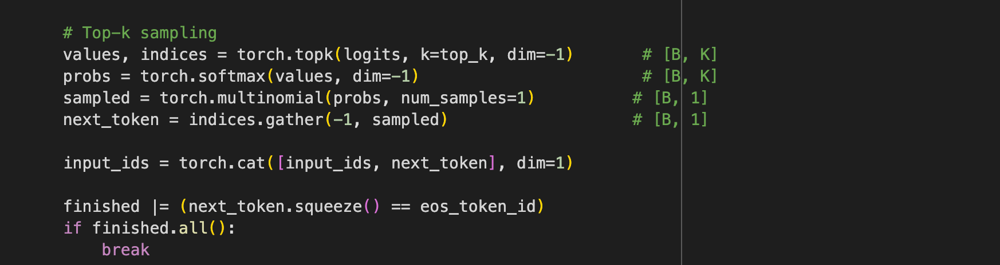 # Top-k sampling
values, indices = torch.topk(logits, k=top_k, dim=-1)       # [B, K]
probs = torch.softmax(values, dim=-1)                       # [B, K]
sampled = torch.multinomial(probs, num_samples=1)          # [B, 1]
next_token = indices.gather(-1, sampled)                   # [B, 1]

input_ids = torch.cat([input_ids, next_token], dim=1)

finished |= (next_token.squeeze() == eos_token_id)
if finished.all():
    break